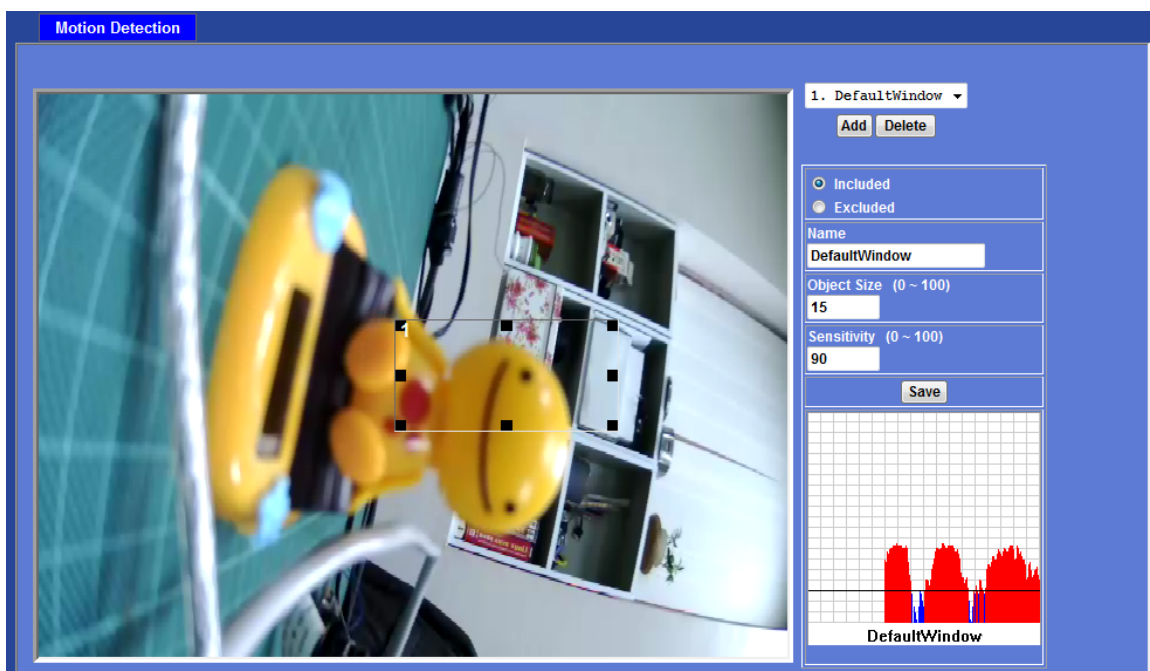 Motion Detection
1. DefaultWindow
Add Delete
Included
Excluded
Name
DefaultWindow
Object Size (0 ~ 100)
15
Sensitivity (0 ~ 100)
90
Save
1
DefaultWindow